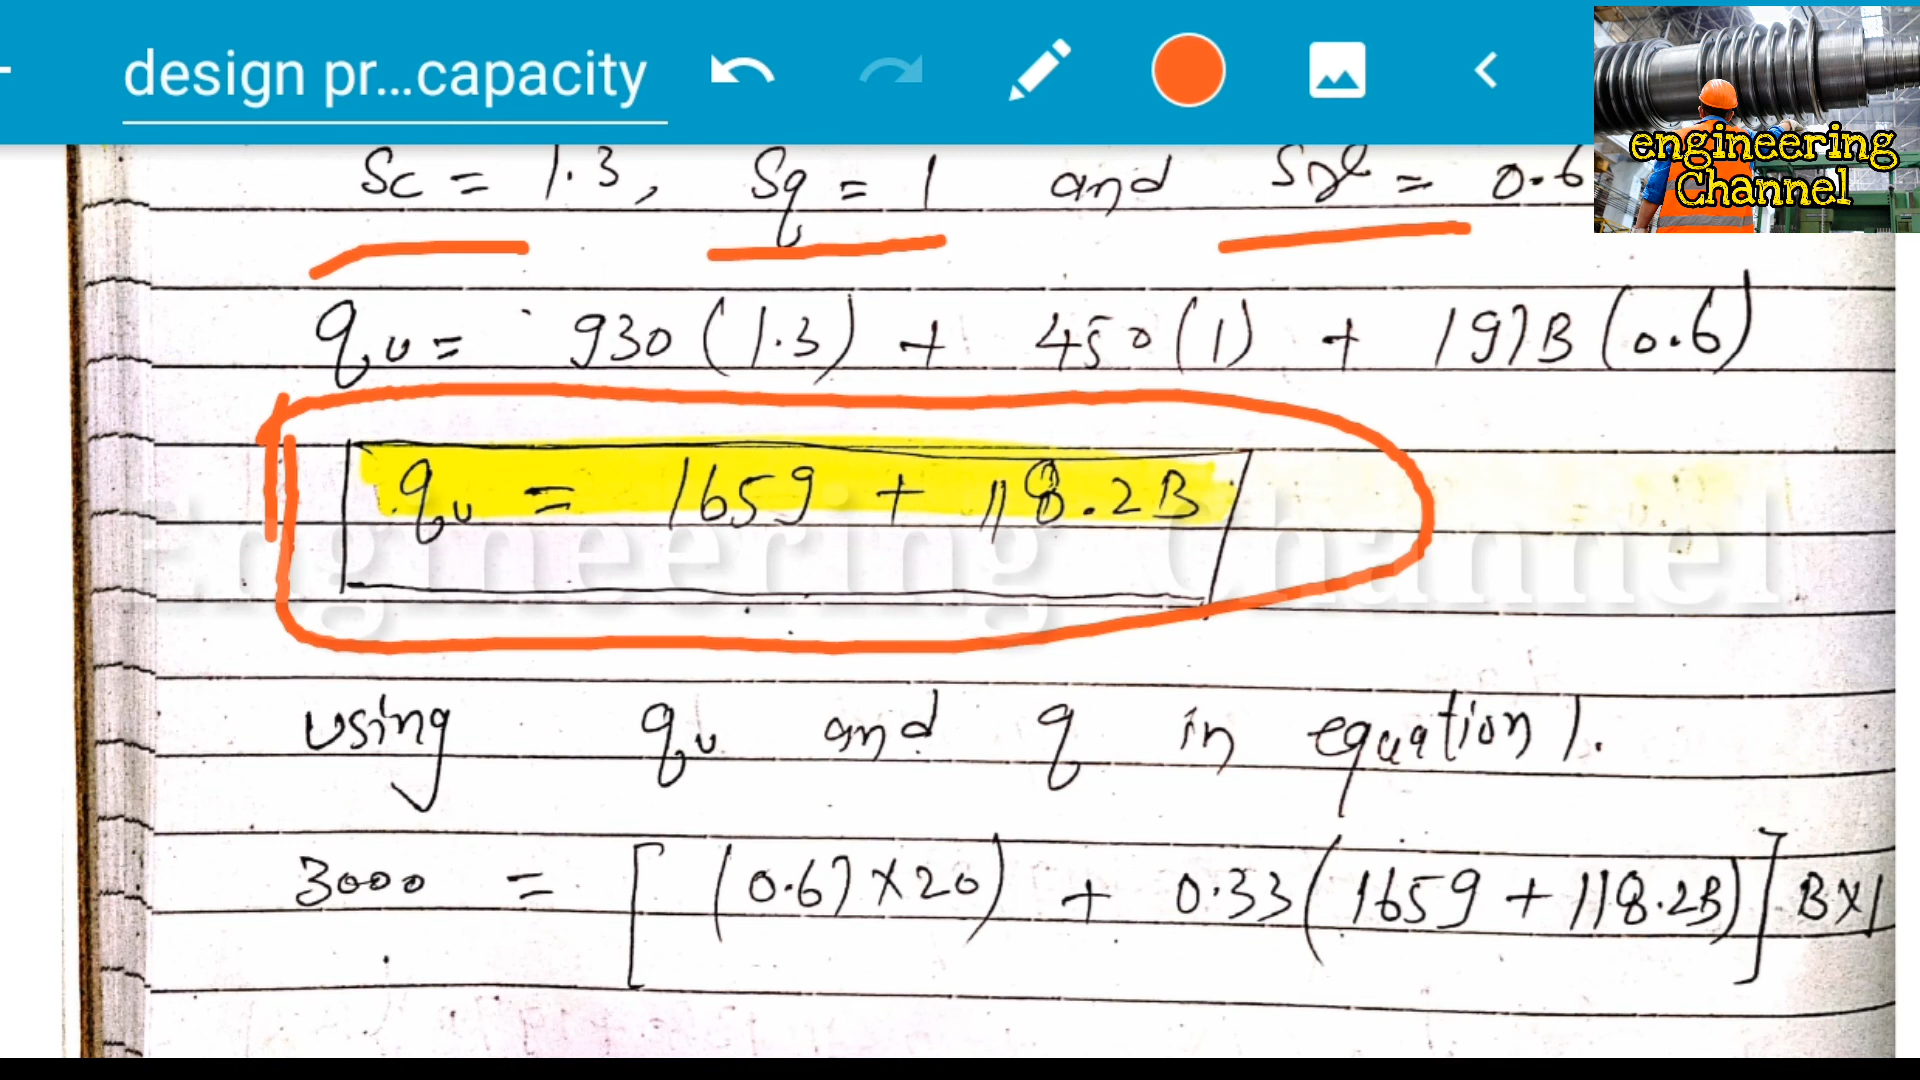 design pr...capacity
engineering
Channel
Sc = 1.3, Sq = 1 and Sγ = 0.6
qu = 930 (1.3) + 450 (1) + 197B (0.6)
qu = 1659 + 118.2B
Engineering Channel
using qu and q in equation 1.
3000 = [ (0.67 × 20) + 0.33 (1659 + 118.2B) ] B×1